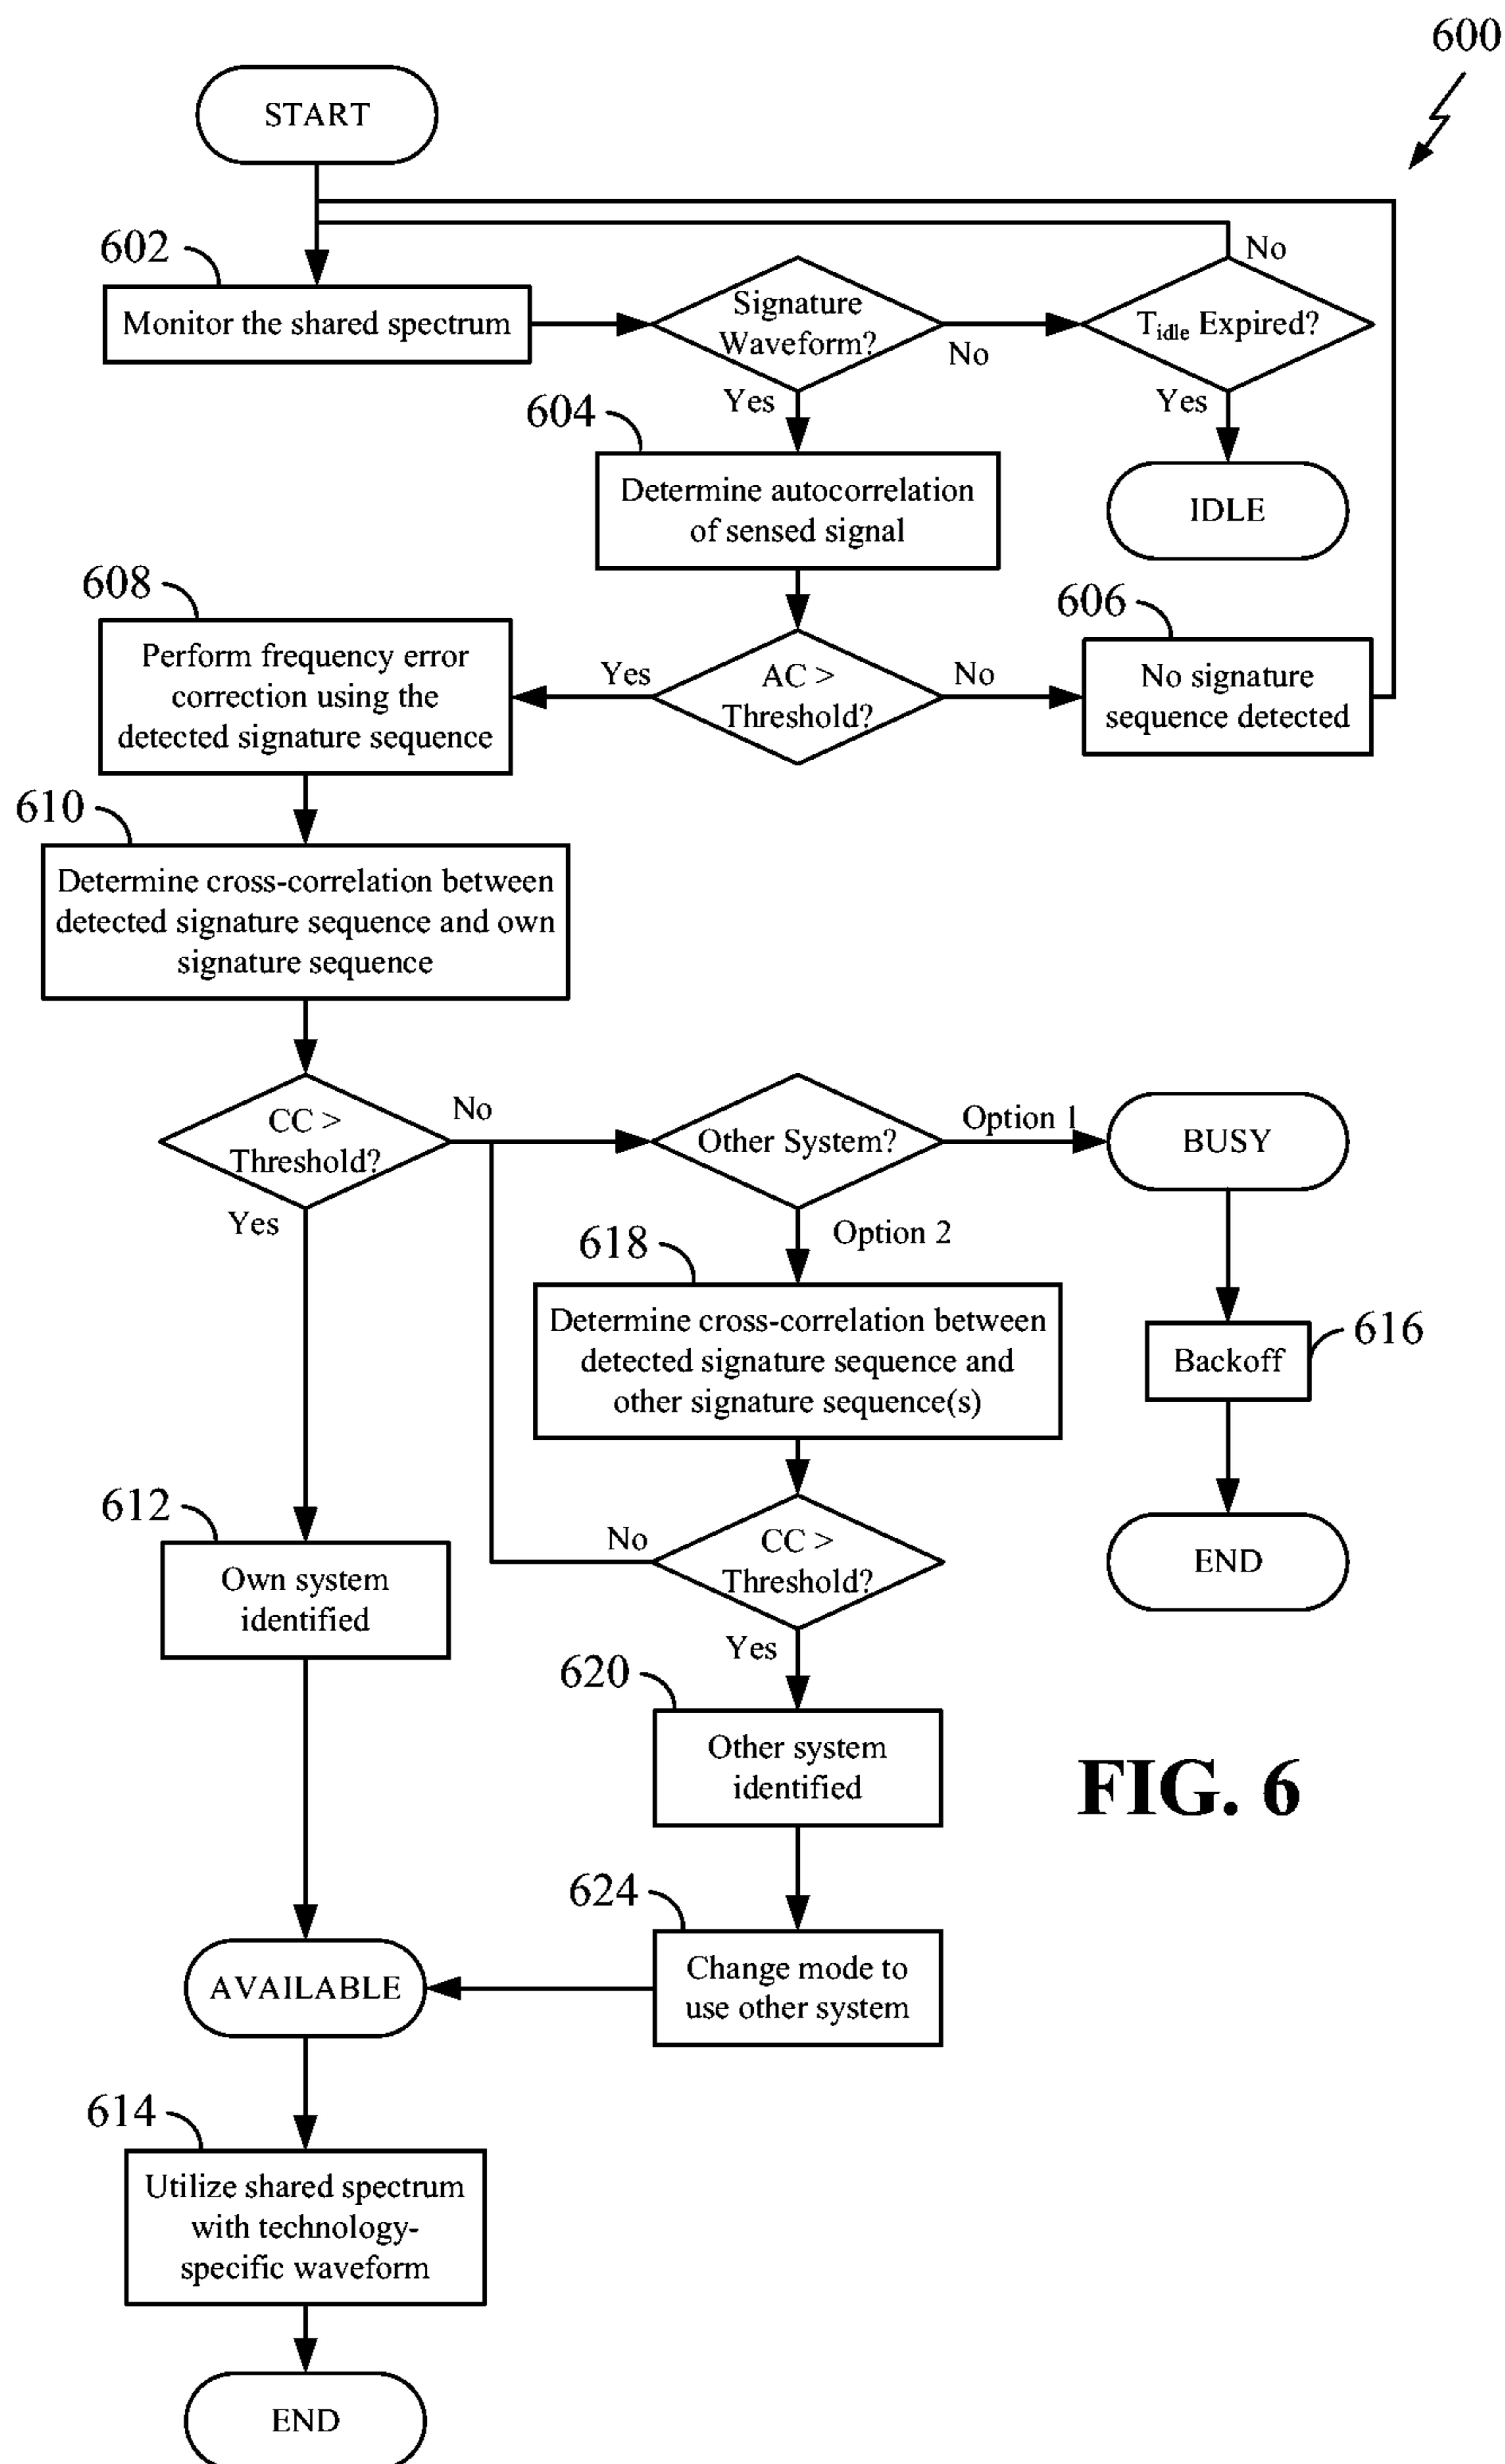 600
START
602
No
Monitor the shared spectrum
Signature
Waveform?
No
T_idle Expired?
Yes
Yes
604
Determine autocorrelation
of sensed signal
IDLE
608
606
Perform frequency error
correction using the
detected signature sequence
Yes
AC >
Threshold?
No
No signature
sequence detected
610
Determine cross-correlation between
detected signature sequence and own
signature sequence
CC >
Threshold?
No
Other System?
Option 1
BUSY
Yes
Option 2
618
Determine cross-correlation between
detected signature sequence and
other signature sequence(s)
616
Backoff
612
Own system
identified
No
CC >
Threshold?
END
Yes
620
Other system
identified
FIG. 6
624
AVAILABLE
Change mode to
use other system
614
Utilize shared spectrum
with technology-
specific waveform
END